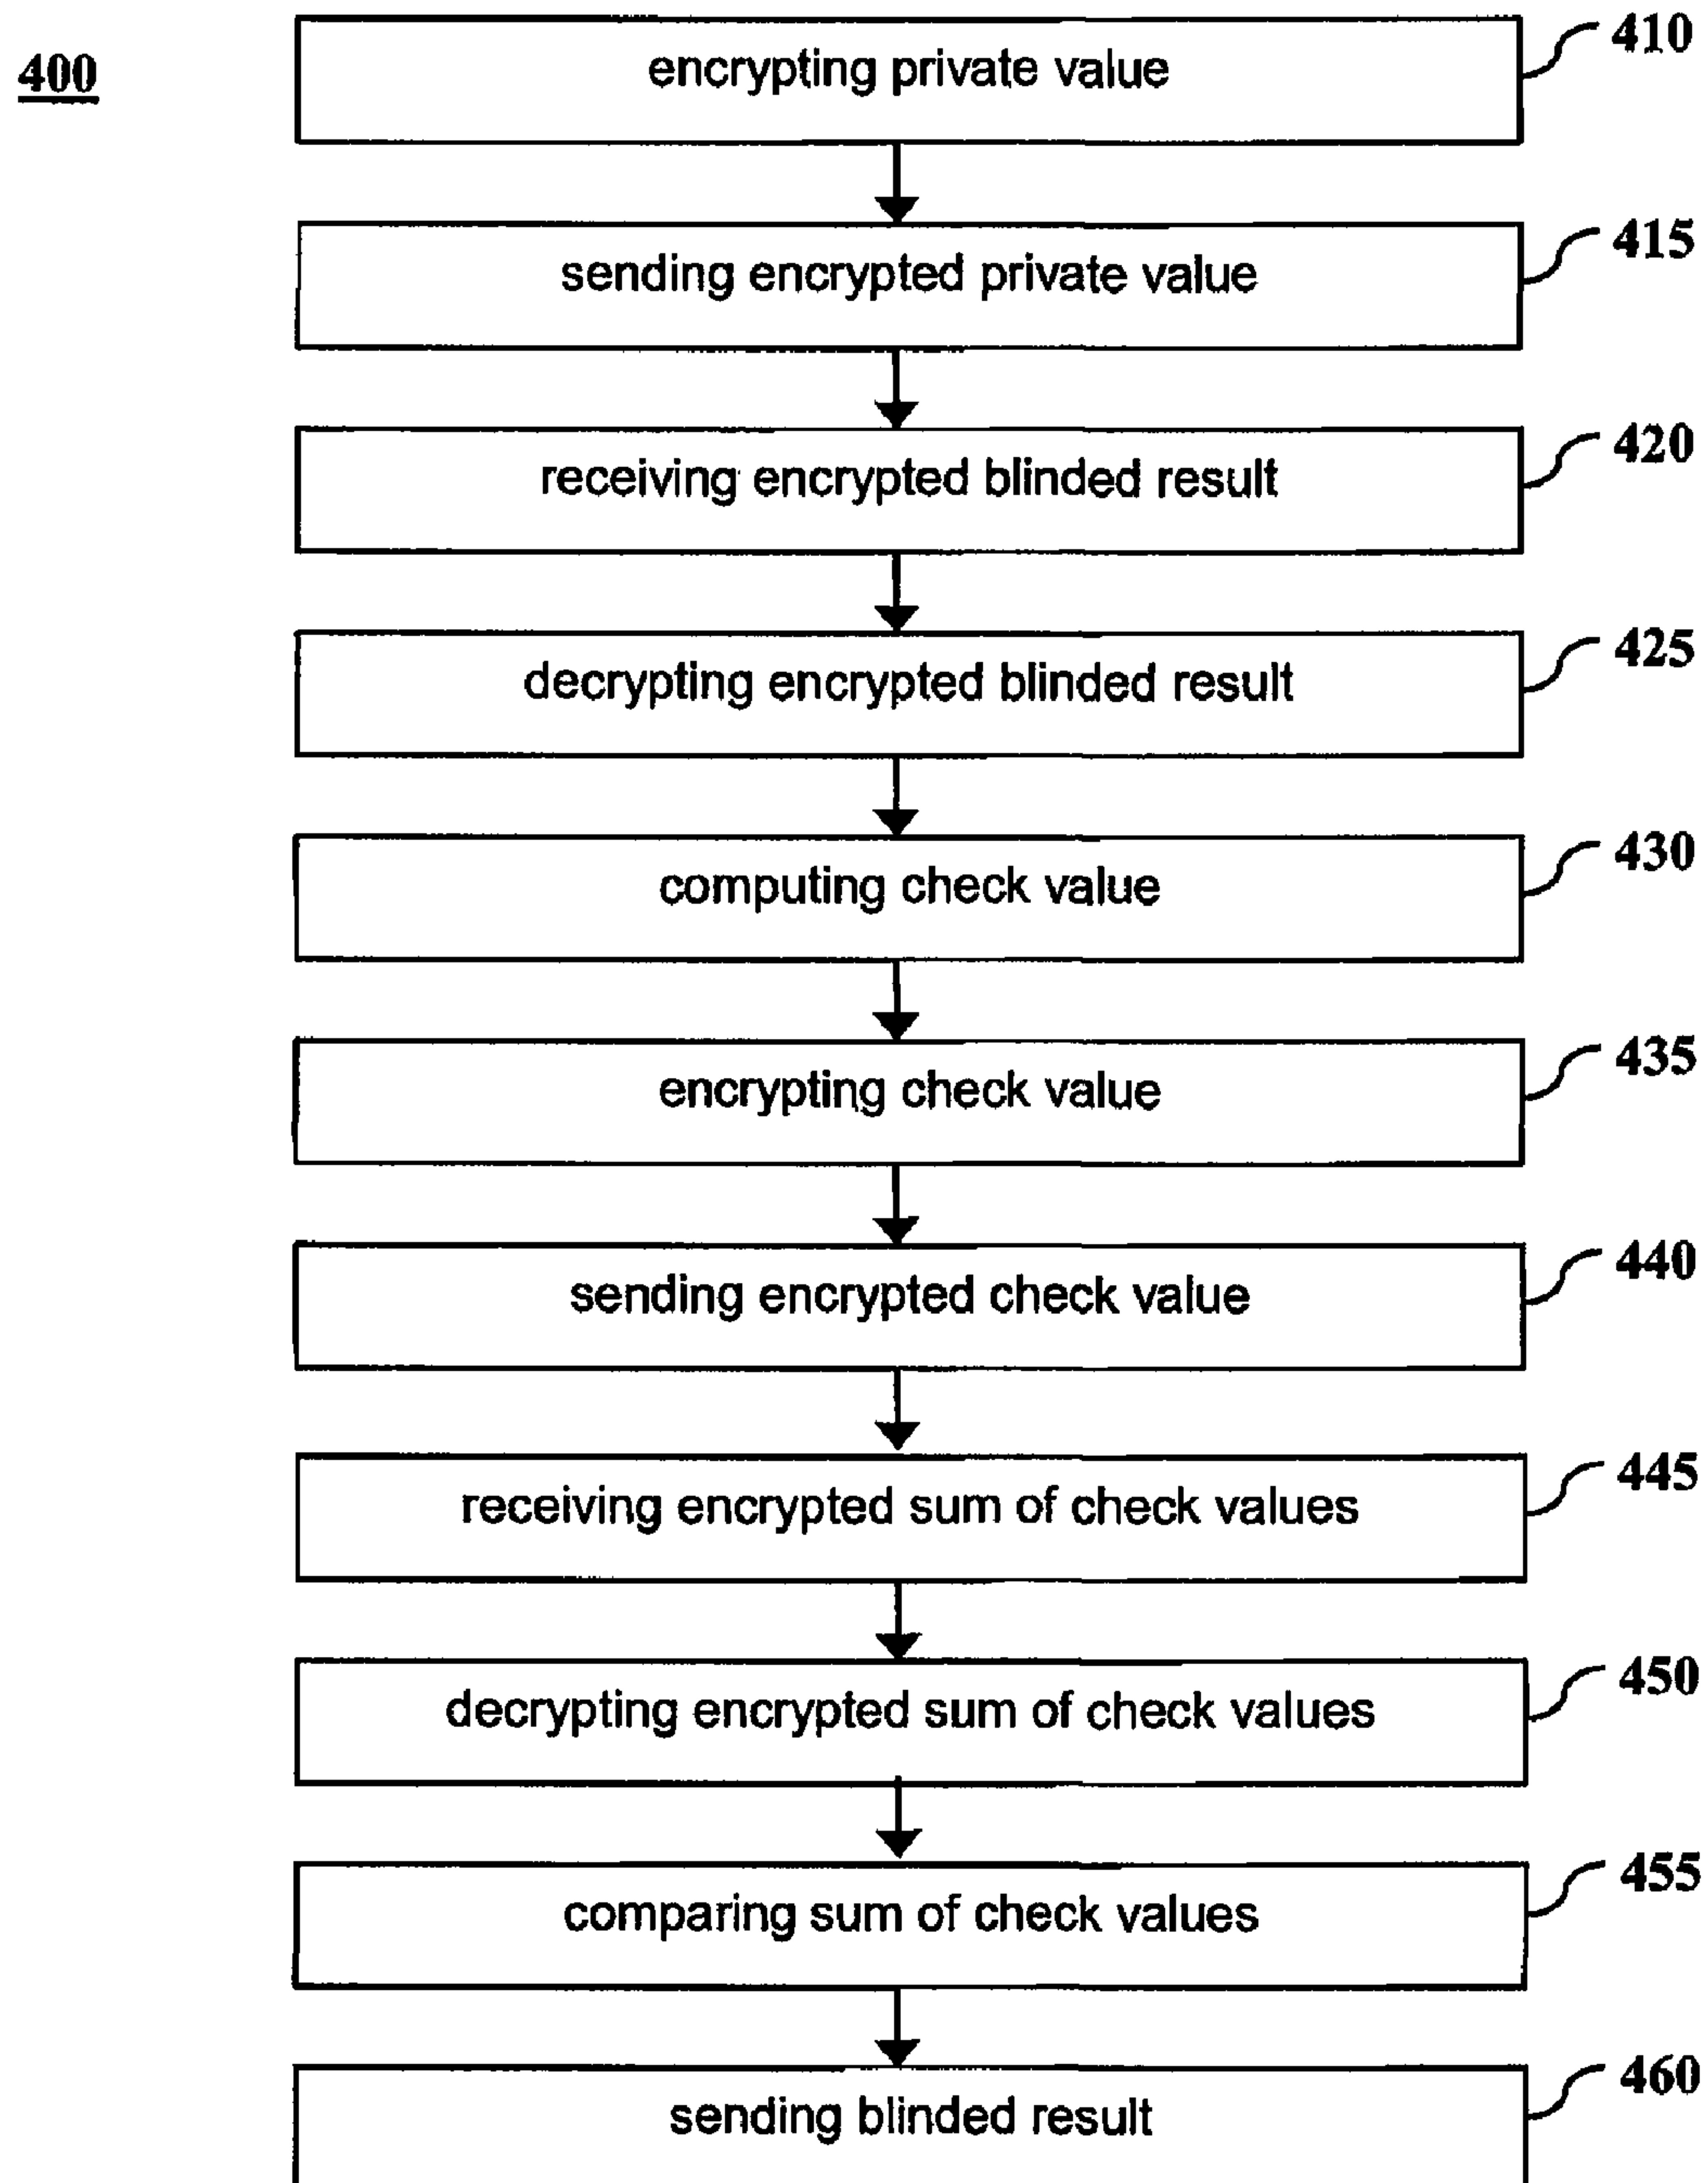 410
400
encrypting private value
415
sending encrypted private value
420
receiving encrypted blinded result
425
decrypting encrypted blinded result
430
computing check value
435
encrypting check value
440
sending encrypted check value
445
receiving encrypted sum of check values
450
decrypting encrypted sum of check values
455
comparing sum of check values
460
sending blinded result